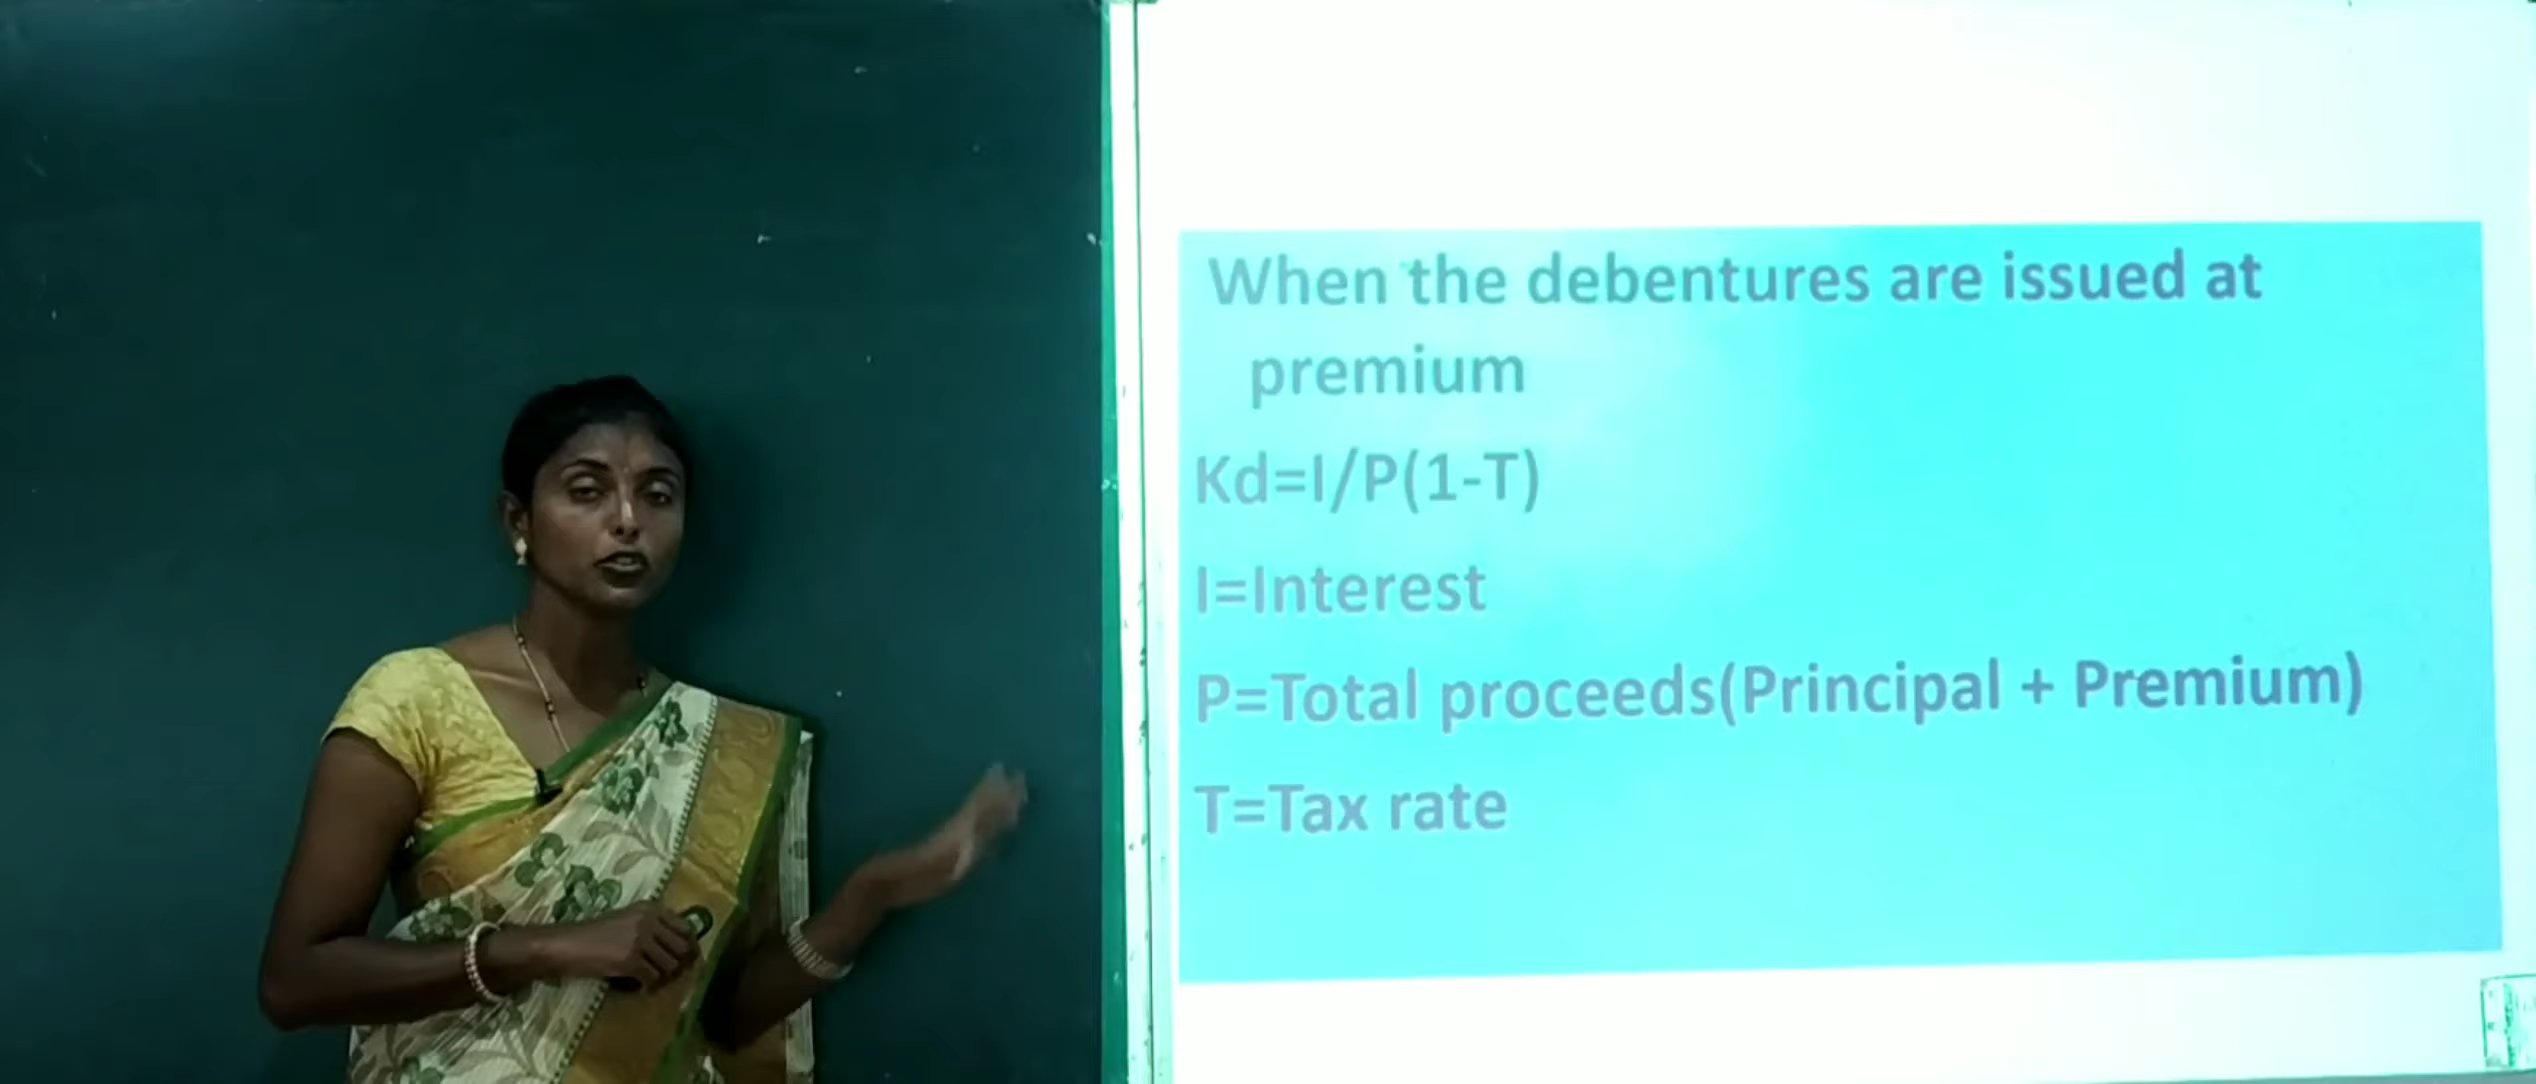 When the debentures are issued at
premium
Kd=I/P(1-T)
I=Interest
P=Total proceeds(Principal + Premium)
T=Tax rate